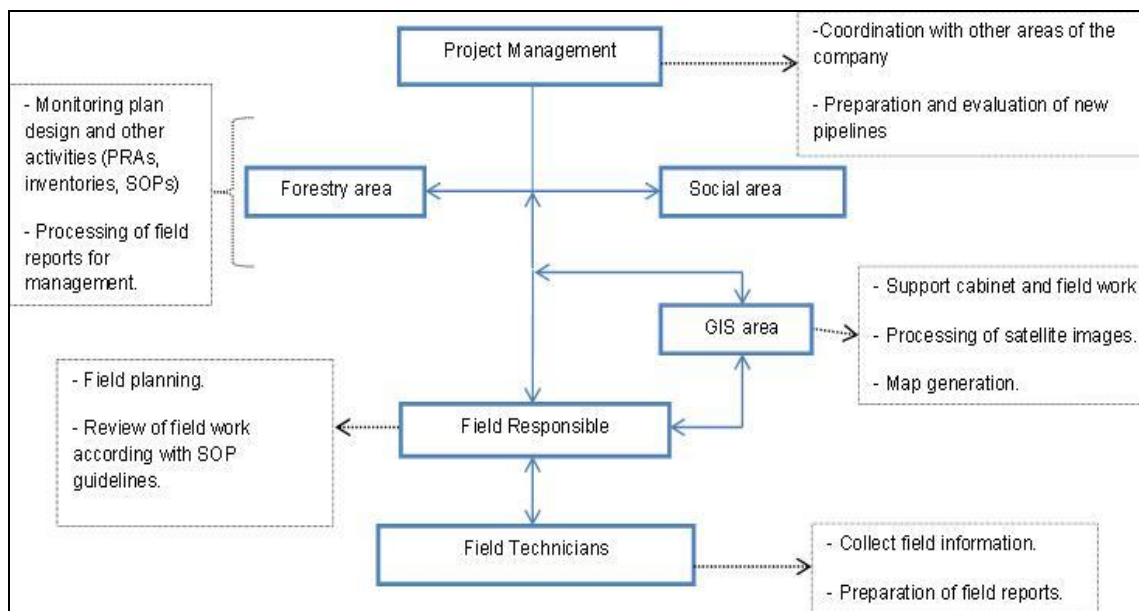 Project Management
-Coordination with other areas of the
company
- Preparation and evaluation of new
pipelines
- Monitoring plan
design and other
activities (PRAs,
inventories, SOPs)
- Processing of field
reports for
management.
Forestry area
Social area
GIS area
- Support cabinet and field work
- Processing of satellite images.
- Map generation.
- Field planning.
- Review of field work
according with SOP
guidelines.
Field Responsible
Field Technicians
- Collect field information.
- Preparation of field reports.